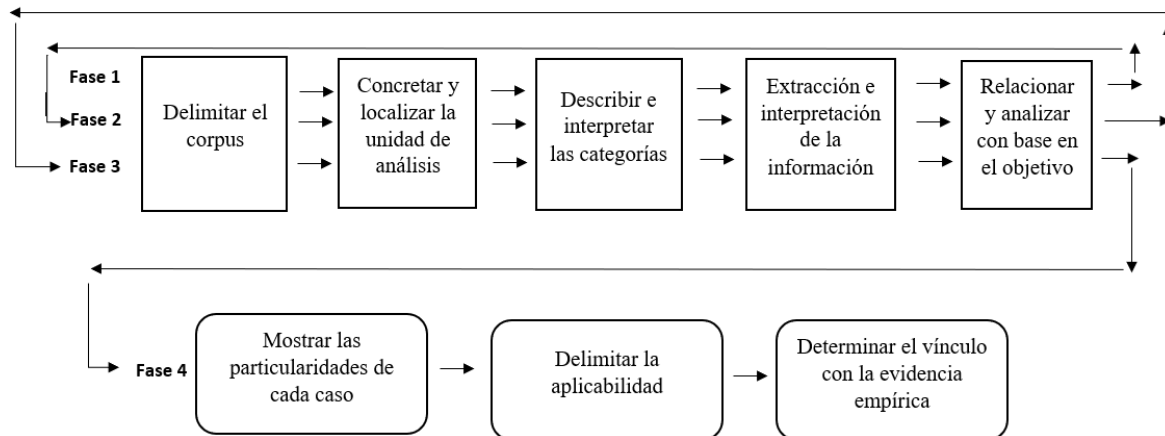 Fase 1
Fase 2
Fase 3
Delimitar el
corpus
Concretar y
localizar la
unidad de
análisis
Describir e
interpretar
las categorías
Extracción e
interpretación
de la
información
Relacionar
y analizar
con base en
el objetivo
Fase 4
Mostrar las
particularidades de
cada caso
Delimitar la
aplicabilidad
Determinar el vínculo
con la evidencia
empírica